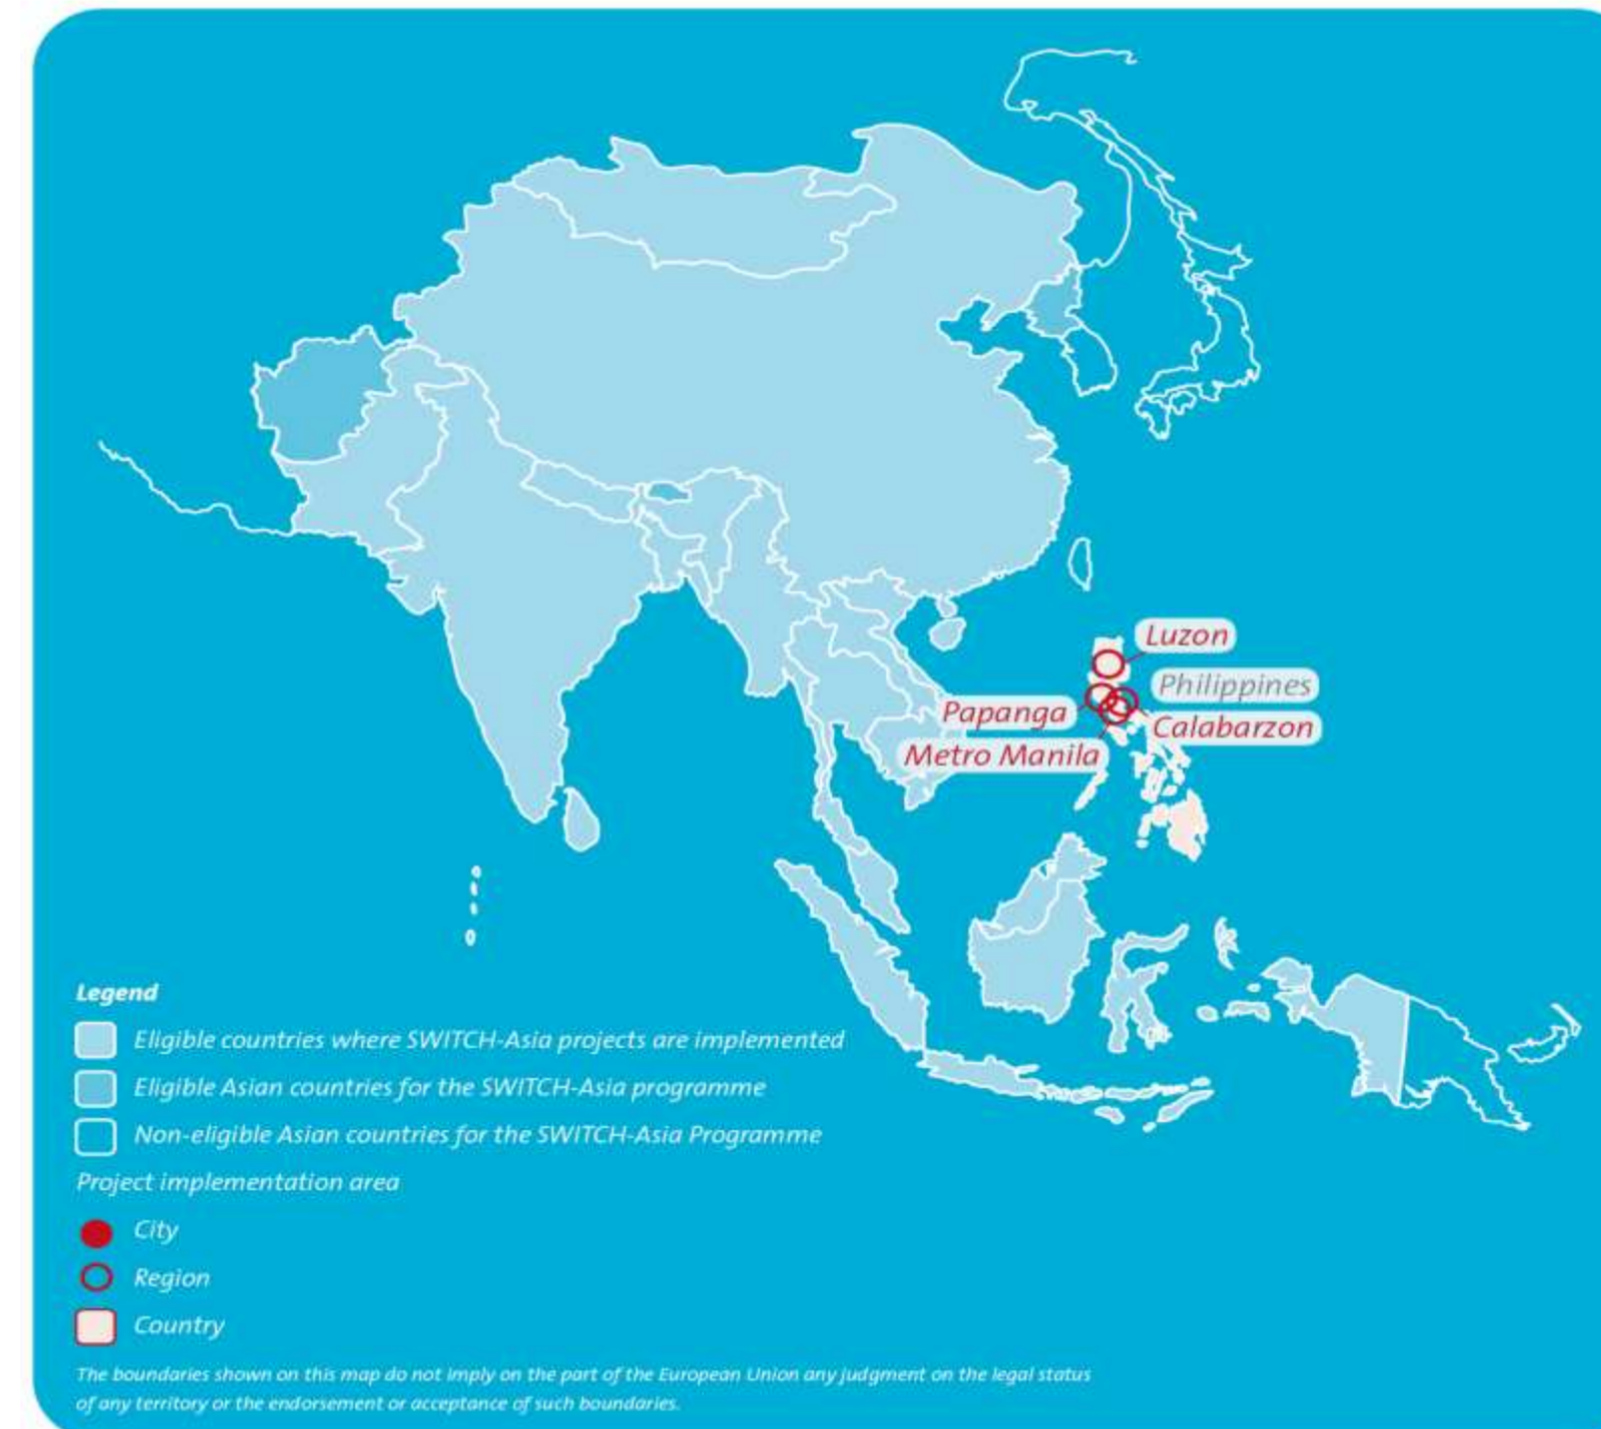 Luzon
Philippines
Papanga
Calabarzon
Metro Manila
Legend
Eligible countries where SWITCH-Asia projects are implemented
Eligible Asian countries for the SWITCH-Asia programme
Non-eligible Asian countries for the SWITCH-Asia Programme
Project implementation area
City
Region
Country
The boundaries shown on this map do not imply on the part of the European Union any judgment on the legal status
of any territory or the endorsement or acceptance of such boundaries.